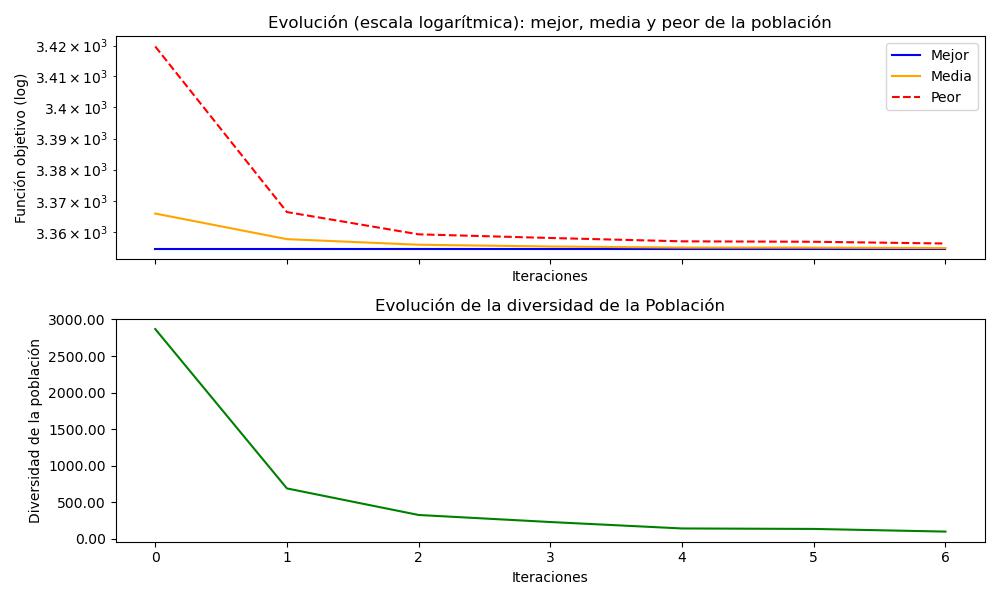 Evolución (escala logarítmica): mejor, media y peor de la población
Función objetivo (log)
3.42 × 10³
3.41 × 10³
3.4 × 10³
3.39 × 10³
3.38 × 10³
3.37 × 10³
3.36 × 10³
Mejor
Media
Peor
Iteraciones
Evolución de la diversidad de la Población
Diversidad de la población
3000.00
2500.00
2000.00
1500.00
1000.00
500.00
0.00
0 1 2 3 4 5 6
Iteraciones